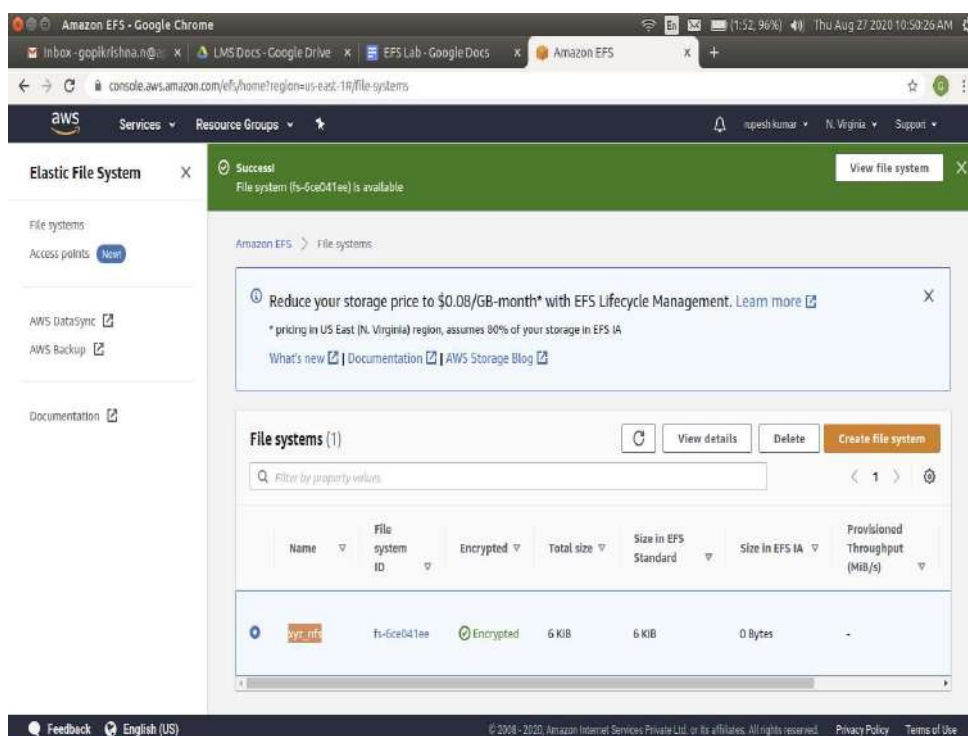 Amazon EFS - Google Chrome
En (1:52, 96%) Thu Aug 27 2020 10:50:26 AM
Inbox - gopikrishna.n@ x LMS Docs - Google Drive x EFS Lab - Google Docs x Amazon EFS x +
console.aws.amazon.com/efs/home?region=us-east-1#/file-systems G
aws Services Resource Groups rupesh kumar N. Virginia Support
Elastic File System X
Success!
File system (fs-6ce041ee) is available
View file system X
File systems
Access points New!
AWS DataSync
AWS Backup
Documentation
Amazon EFS > File systems
Reduce your storage price to $0.08/GB-month* with EFS Lifecycle Management. Learn more X
* pricing in US East (N. Virginia) region, assumes 80% of your storage in EFS IA
What's new | Documentation | AWS Storage Blog
File systems (1) View details Delete Create file system
Filter by property values < 1 >
Name File system ID Encrypted Total size Size in EFS Standard Size in EFS IA Provisioned Throughput (MiB/s)
fs-6ce041ee Encrypted 6 KiB 6 KiB 0 Bytes -
Feedback English (US) © 2008 - 2020, Amazon Internet Services Private Ltd. or its affiliates. All rights reserved. Privacy Policy Terms of Use